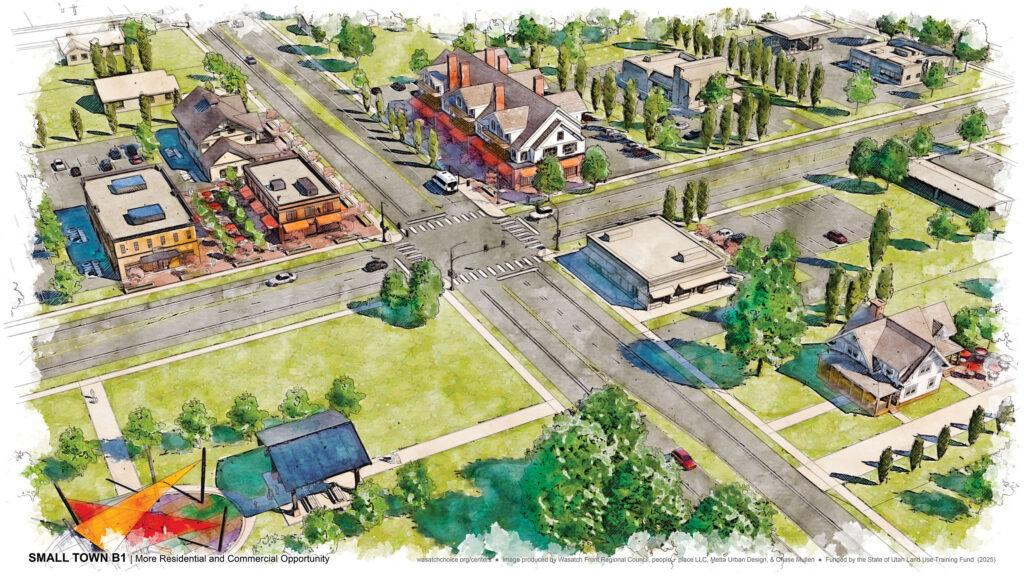 SMALL TOWN B1 | More Residential and Commercial Opportunity
wasatchchoice.org/centers ● Image produced by Wasatch Front Regional Council, people + place LLC, Metta Urban Design, & Chase Mullen ● Funded by the State of Utah Land Use Training Fund (2025)